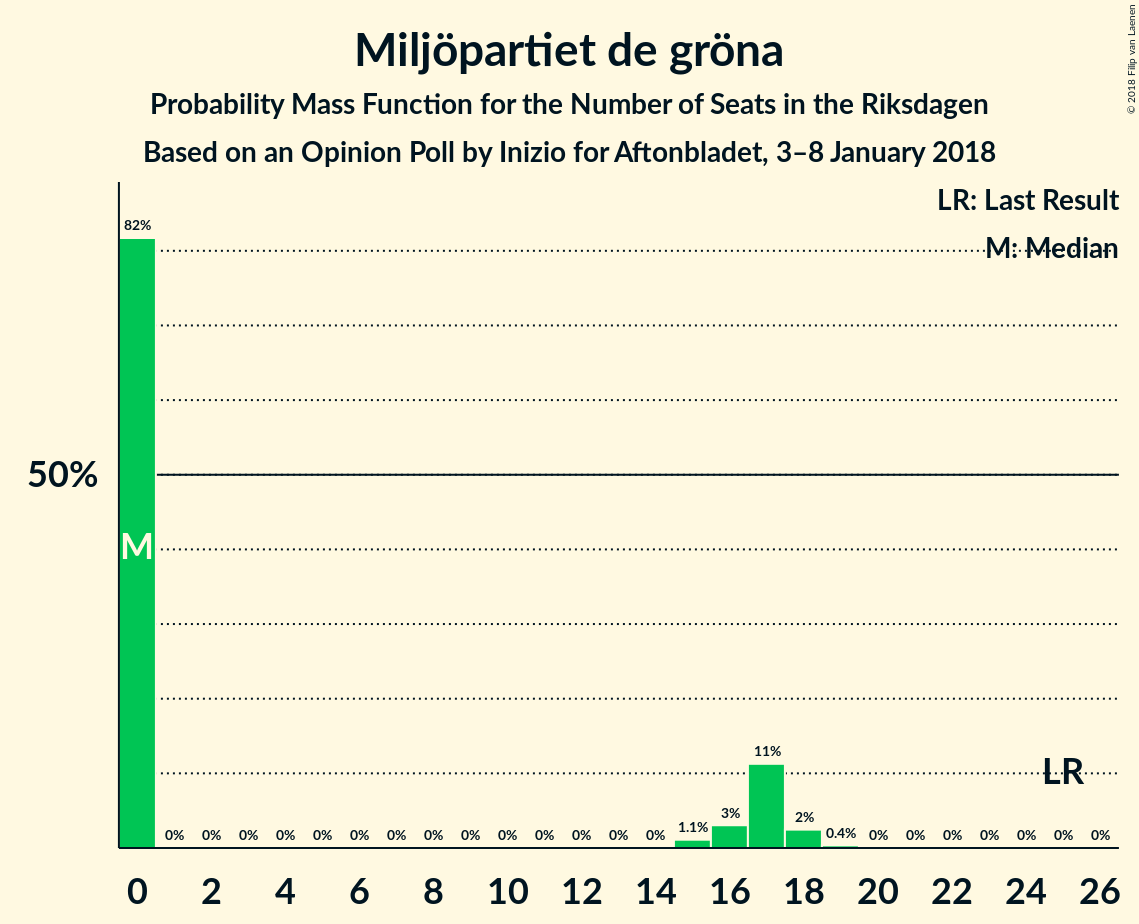 Miljöpartiet de gröna
Probability Mass Function for the Number of Seats in the Riksdagen
Based on an Opinion Poll by Inizio for Aftonbladet, 3–8 January 2018
© 2018 Filip van Laenen
LR: Last Result
M: Median
82%
50%
M
LR
0% 0% 0% 0% 0% 0% 0% 0% 0% 0% 0% 0% 0% 0% 1.1% 3% 11% 2% 0.4% 0% 0% 0% 0% 0% 0% 0%
0 2 4 6 8 10 12 14 16 18 20 22 24 26